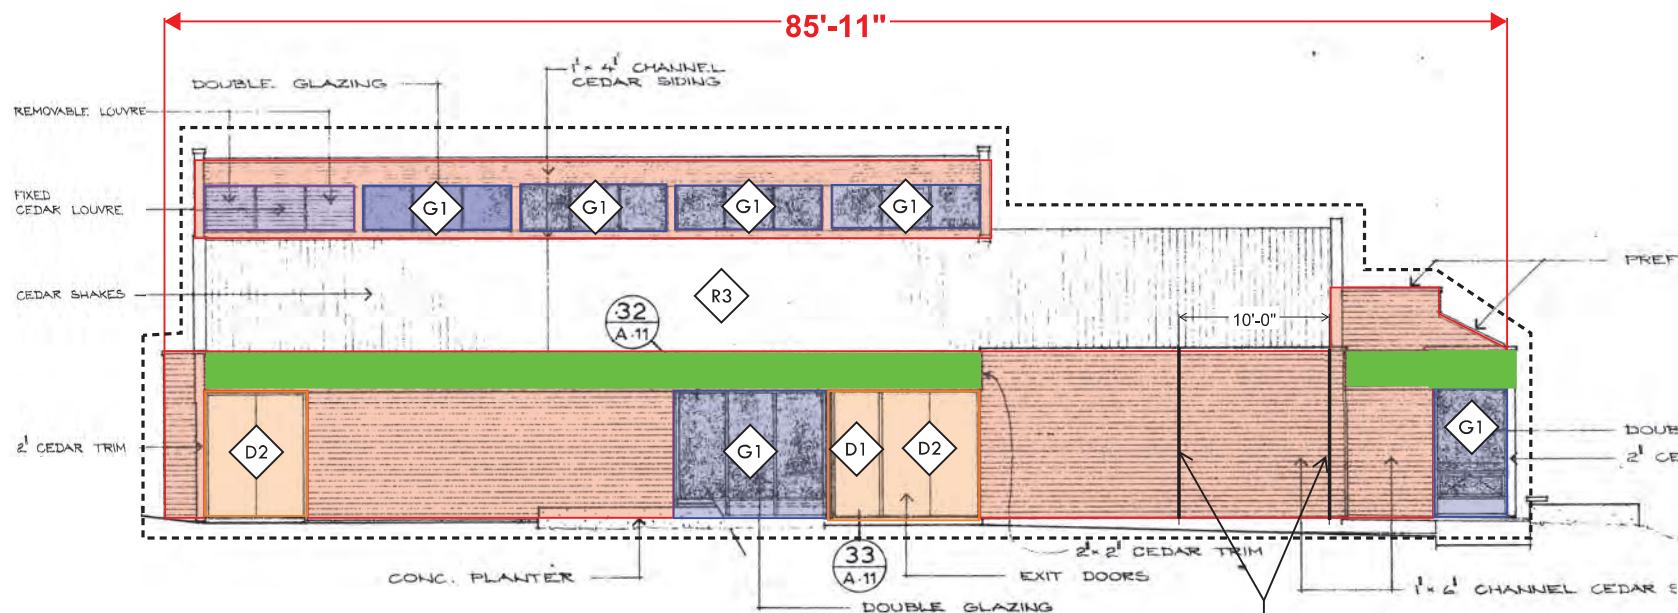 85'-11"
1" x 4" CHANNEL
CEDAR SIDING
DOUBLE GLAZING
REMOVABLE LOUVRE
FIXED
CEDAR LOUVRE
G1
G1
G1
G1
PREF
CEDAR SHAKES
R3
32
A-11
10'-0"
2" CEDAR TRIM
D2
G1
D1
D2
G1
DOUB
2" CE
33
A-11
2" x 2" CEDAR TRIM
CONC. PLANTER
EXIT DOORS
1" x 6" CHANNEL CEDAR S
DOUBLE GLAZING